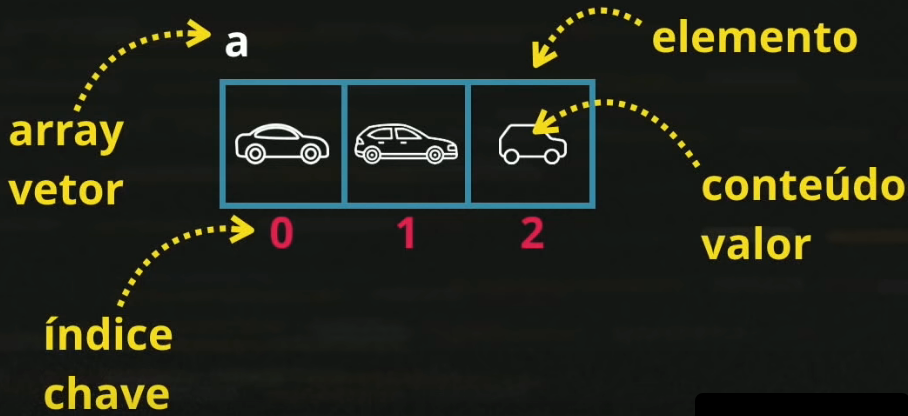 a
elemento
array
vetor
conteúdo
valor
0 1 2
índice
chave